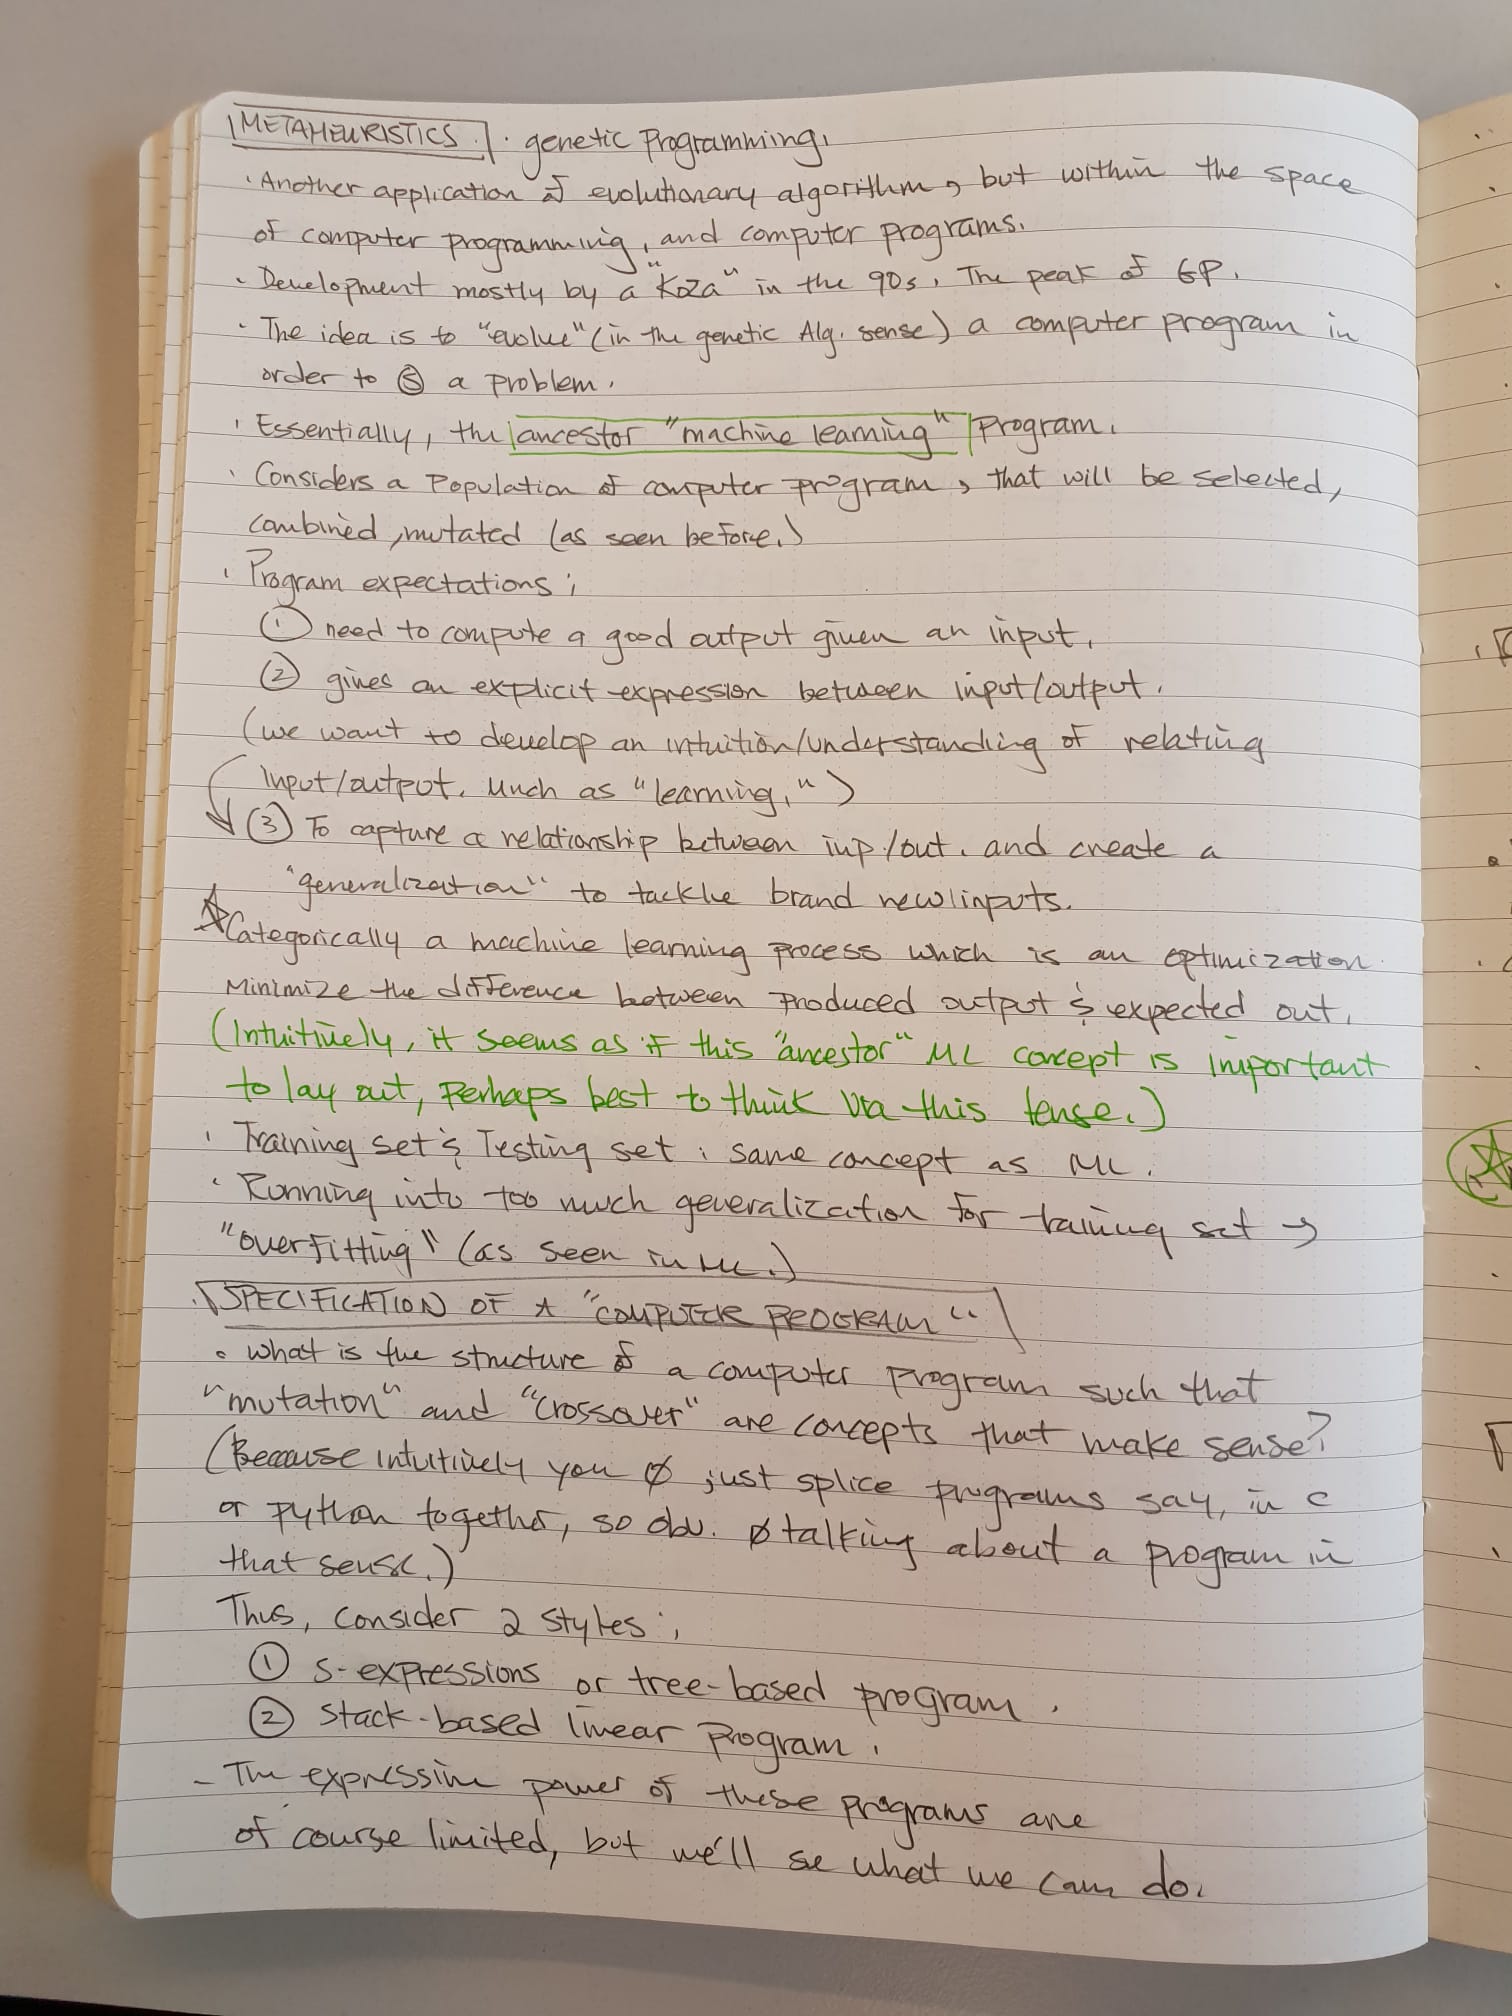 METAHEURISTICS. · genetic Programming.
· Another application of evolutionary algorithm, but within the space
of computer programming, and computer programs.
· Development mostly by a "Koza" in the 90s. The peak of GP.
· The idea is to "evolve" (in the genetic Alg. sense) a computer program in
order to Ⓢ a problem.
· Essentially, the ancestor "machine learning" program.
· Considers a Population of computer program, that will be selected,
combined, mutated (as seen before.)
· Program expectations:
① need to compute a good output given an input.
② gives an explicit expression between input/output.
(we want to develop an intuition/understanding of relating
Input/output. Much as "learning.")
③ To capture a relationship between inp./out. and create a
"generalization" to tackle brand new inputs.
☆ Categorically a machine learning process which is an optimization.
Minimize the difference between produced output & expected out.
(Intuitively, it seems as if this "ancestor" ML concept is important
to lay out, Perhaps best to think via this tense.)
· Training set & Testing set : same concept as ML.
· Running into too much generalization for training set →
"overfitting" (as seen in ML.)
· SPECIFICATION OF A "COMPUTER PROGRAM"
· what is the structure of a computer program such that
"mutation" and "crossover" are concepts that make sense?
(Because intuitively you ∅ just splice programs say, in C
or python together, so obv. ∅ talking about a program in
that sense.)
Thus, consider 2 styles:
① S-expressions or tree-based program.
② Stack-based linear Program.
- The expressive power of these programs are
of course limited, but we'll see what we can do.